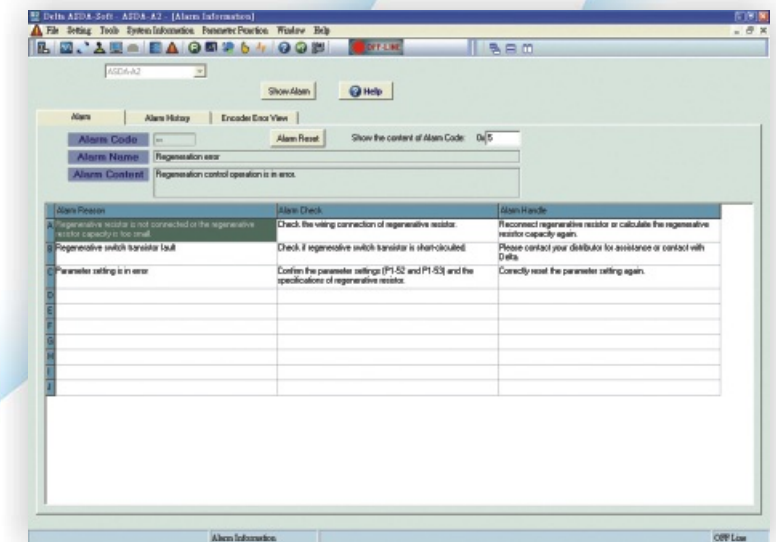 Delta ASDA-Soft - ASDA-A2 - [Alarm Information]
File Setting Tools System Information Parameter Function Window Help
OFF-LINE
ASDA-A2
Show Alarm Help
Alarm Alarm History Encoder Error View
Alarm Code -- Alarm Reset Show the content of Alarm Code: 0x 5
Alarm Name Regeneration error
Alarm Content Regeneration control operation is in error.
Alarm Reason Alarm Check Alarm Handle
A Regenerative resistor is not connected or the regenerative resistor capacity is too small. Check the wiring connection of regenerative resistor. Reconnect regenerative resistor or calculate the regenerative resistor capacity again.
B Regenerative switch transistor fault Check if regenerative switch transistor is short-circuited. Please contact your distributor for assistance or contact with Delta.
C Parameter setting is in error Confirm the parameter settings (P1-52 and P1-53) and the specifications of regenerative resistor. Correctly reset the parameter setting again.
D
E
F
G
H
I
J
Alarm Information OFF Line